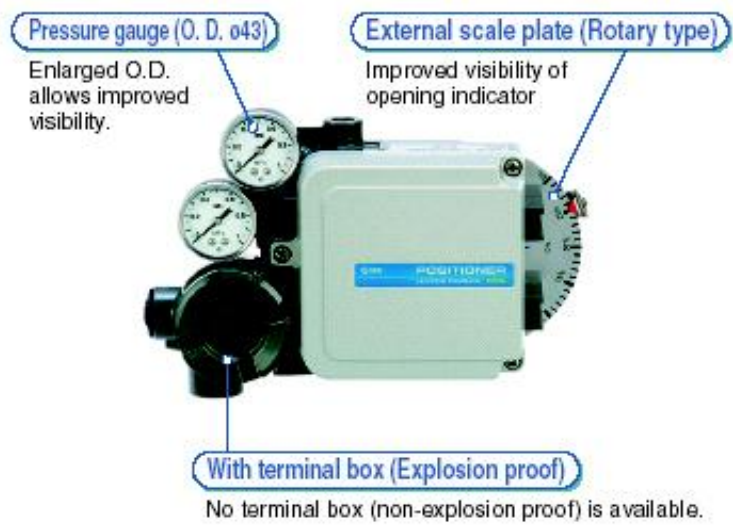 Pressure gauge (O. D. ø43)
Enlarged O.D.
allows improved
visibility.
External scale plate (Rotary type)
Improved visibility of
opening indicator
POSITIONER
With terminal box (Explosion proof)
No terminal box (non-explosion proof) is available.